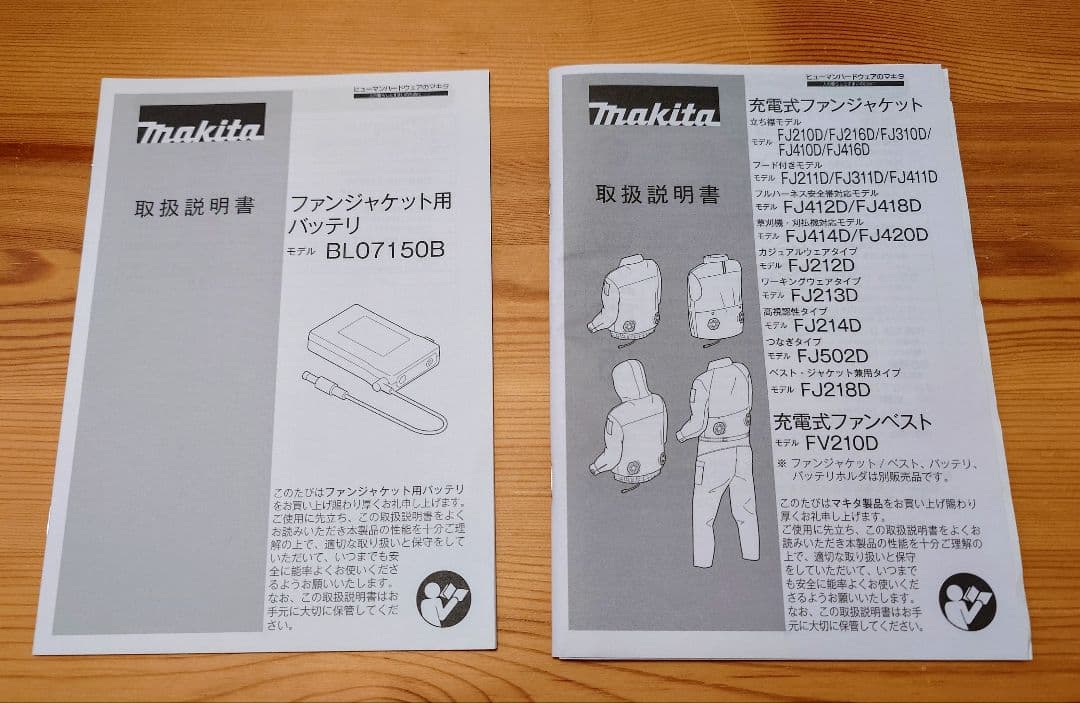 ヒューマンハードウェアのマキタ
makita
取扱説明書
ファンジャケット用
バッテリ
モデル BL07150B
このたびはファンジャケット用バッテリ
をお買い上げ賜わり厚くお礼申し上げます。
ご使用に先立ち、この取扱説明書をよく
お読みいただき本製品の性能を十分ご理
解の上で、適切な取り扱いと保守をして
いただいて、いつまでも安
全に能率よくお使いくださ
るようお願いいたします。
なお、この取扱説明書はお
手元に大切に保管してくだ
さい。
ヒューマンハードウェアのマキタ
makita
取扱説明書
充電式ファンジャケット
立ち襟モデル
モデル FJ210D/FJ216D/FJ310D/
FJ410D/FJ416D
フード付きモデル
モデル FJ211D/FJ311D/FJ411D
フルハーネス安全帯対応モデル
モデル FJ412D/FJ418D
草刈機・刈払機対応モデル
モデル FJ414D/FJ420D
カジュアルウェアタイプ
モデル FJ212D
ワーキングウェアタイプ
モデル FJ213D
高視認性タイプ
モデル FJ214D
つなぎタイプ
モデル FJ502D
ベスト・ジャケット兼用タイプ
モデル FJ218D
充電式ファンベスト
モデル FV210D
※ ファンジャケット / ベスト、バッテリ、
バッテリホルダは別販売品です。
このたびはマキタ製品をお買い上げ賜わり
厚くお礼申し上げます。
ご使用に先立ち、この取扱説明書をよくお
読みいただき本製品の性能を十分ご理解の
上で、適切な取り扱いと保守
をしていただいて、いつまで
も安全に能率よくお使いくだ
さるようお願いいたします。
なお、この取扱説明書はお手
元に大切に保管してください。